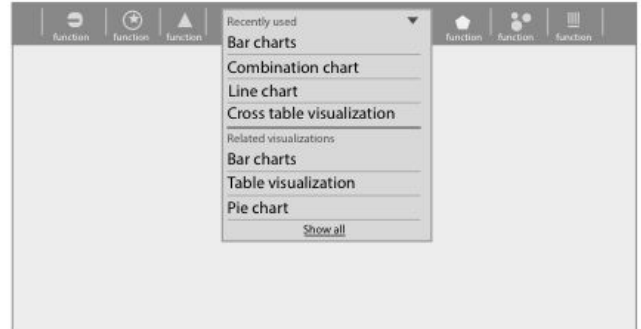 function
function
function
Recently used
Bar charts
Combination chart
Line chart
Cross table visualization
Related visualizations
Bar charts
Table visualization
Pie chart
Show all
function
function
function